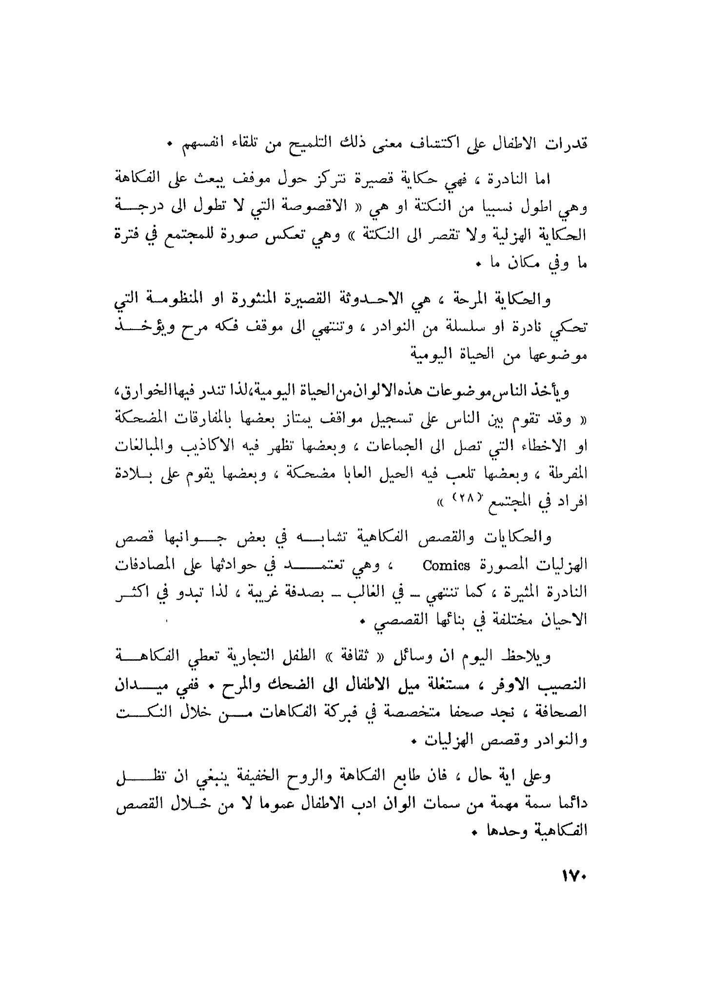 قدرات الاطفال على اكتشاف معنى ذلك التلميح من تلقاء انفسهم ٠
اما النادرة ، فهي حكاية قصيرة تتركز حول موقف يبعث على الفكاهة
وهي اطول نسبيا من النكتة او هي « الاقصوصة التي لا تطول الى درجة
الحكاية الهزلية ولا تقصر الى النكتة » وهي تعكس صورة للمجتمع في فترة
ما وفي مكان ما ٠
والحكاية المرحة ، هي الاحدوثة القصيرة المنثورة او المنظومة التي
تحكي نادرة او سلسلة من النوادر ، وتنتهي الى موقف فكه مرح ويؤخذ
موضوعها من الحياة اليومية
ويأخذ الناس موضوعات هذه الالوان من الحياة اليومية، لذا تندر فيها الخوارق،
« وقد تقوم بين الناس على تسجيل مواقف يمتاز بعضها بالمفارقات المضحكة
او الاخطاء التي تصل الى الجماعات ، وبعضها تظهر فيه الاكاذيب والمبالغات
المفرطة ، وبعضها تلعب فيه الحيل العابا مضحكة ، وبعضها يقوم على بلادة
افراد في المجتمع (٢٨) »
والحكايات والقصص الفكاهية تشابه في بعض جوانبها قصص
الهزليات المصورة Comics ، وهي تعتمد في حوادثها على المصادفات
النادرة المثيرة ، كما تنتهي – في الغالب – بصدفة غريبة ، لذا تبدو في اكثر
الاحيان مختلفة في بنائها القصصي ٠
ويلاحظ اليوم ان وسائل « ثقافة » الطفل التجارية تعطي الفكاهة
النصيب الاوفر ، مستغلة ميل الاطفال الى الضحك والمرح ٠ ففي ميدان
الصحافة ، نجد صحفا متخصصة في فبركة الفكاهات من خلال النكت
والنوادر وقصص الهزليات ٠
وعلى اية حال ، فان طابع الفكاهة والروح الخفيفة ينبغي ان تظل
دائما سمة مهمة من سمات الوان ادب الاطفال عموما لا من خلال القصص
الفكاهية وحدها ٠
١٧٠